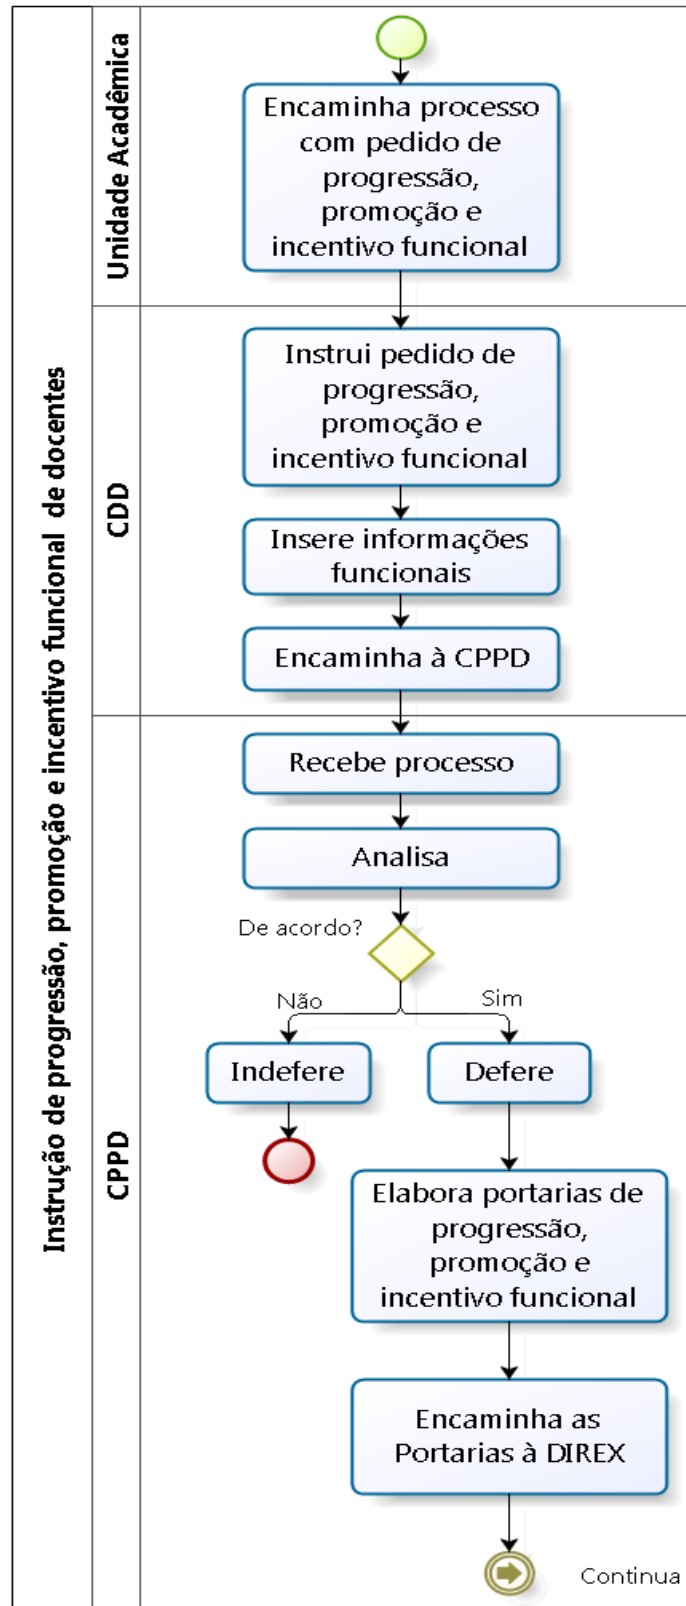 Instrução de progressão, promoção e incentivo funcional de docentes
Unidade Acadêmica
Encaminha processo
com pedido de
progressão,
promoção e
incentivo funcional
CDD
Instrui pedido de
progressão,
promoção e
incentivo funcional
Insere informações
funcionais
Encaminha à CPPD
CPPD
Recebe processo
Analisa
De acordo?
Não
Sim
Indefere
Defere
Elabora portarias de
progressão,
promoção e
incentivo funcional
Encaminha as
Portarias à DIREX
Continua